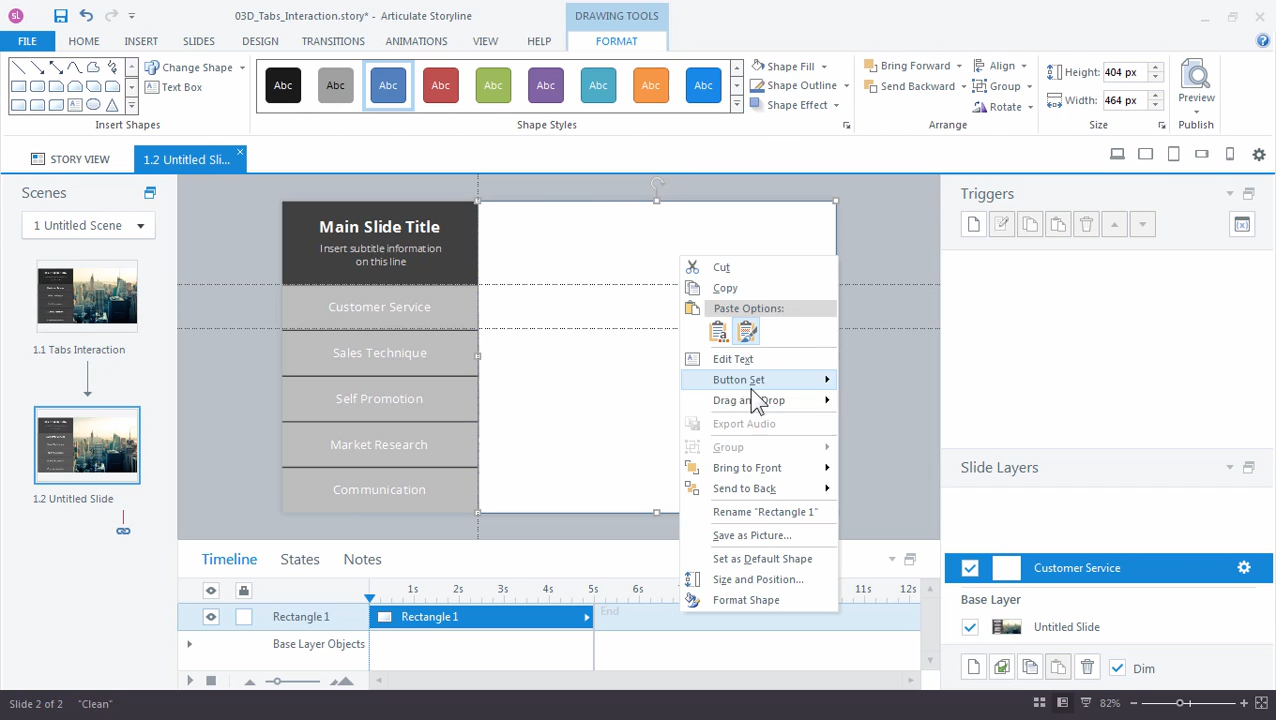 sl
03D_Tabs_Interaction.story* - Articulate Storyline
DRAWING TOOLS
FILE
HOME
INSERT
SLIDES
DESIGN
TRANSITIONS
ANIMATIONS
VIEW
HELP
FORMAT
Change Shape
Text Box
Insert Shapes
Abc
Abc
Abc
Abc
Abc
Abc
Abc
Abc
Abc
Shape Styles
Shape Fill
Shape Outline
Shape Effect
Bring Forward
Send Backward
Align
Group
Rotate
Arrange
Height: 404 px
Width: 464 px
Size
Preview
Publish
STORY VIEW
1.2 Untitled Sli...
Scenes
1 Untitled Scene
1.1 Tabs Interaction
1.2 Untitled Slide
Main Slide Title
Insert subtitle information
on this line
Customer Service
Sales Technique
Self Promotion
Market Research
Communication
Cut
Copy
Paste Options:
Edit Text
Button Set
Drag and Drop
Export Audio
Group
Bring to Front
Send to Back
Rename "Rectangle 1"
Save as Picture...
Set as Default Shape
Size and Position...
Format Shape
Triggers
Slide Layers
Customer Service
Base Layer
Untitled Slide
Dim
Timeline
States
Notes
1s 2s 3s 4s 5s 6s 11s 12s
Rectangle 1
Rectangle 1
End
Base Layer Objects
Slide 2 of 2
"Clean"
82%